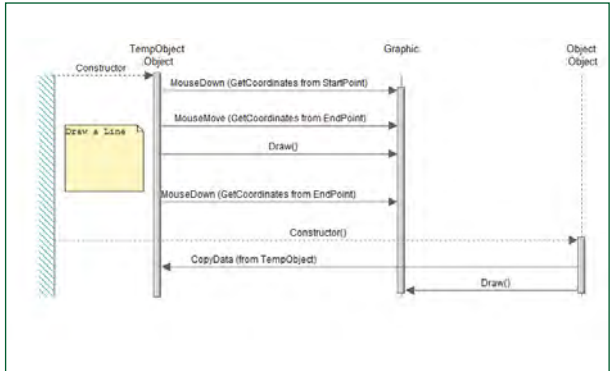 TempObject
Object
Graphic
Object
Object
Constructor
MouseDown (GetCoordinates from StartPoint)
MouseMove (GetCoordinates from EndPoint)
Draw a Line
Draw()
MouseDown (GetCoordinates from EndPoint)
Constructor()
CopyData (from TempObject)
Draw()